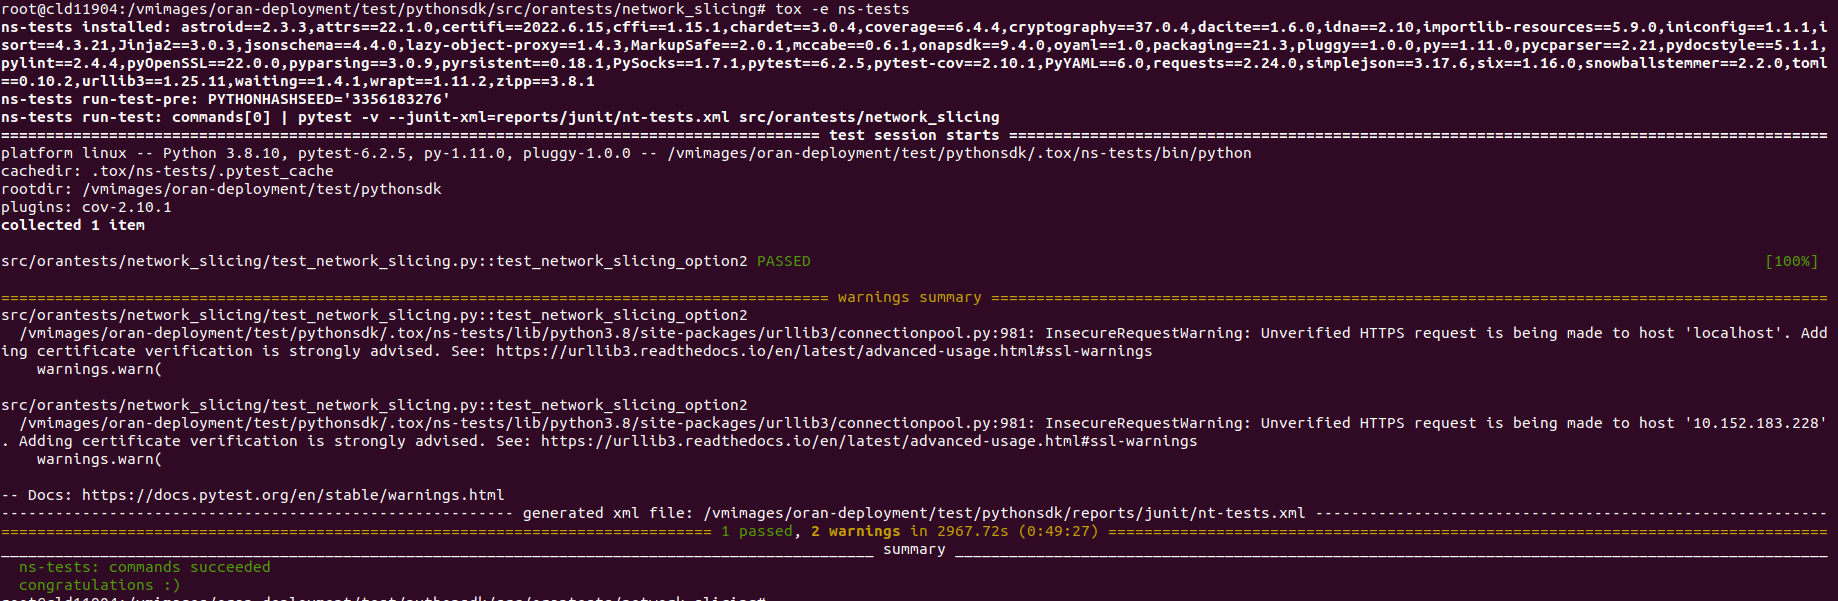 root@cld11904:/vmimages/oran-deployment/test/pythonsdk/src/orantests/network_slicing# tox -e ns-tests
ns-tests installed: astroid==2.3.3,attrs==22.1.0,certifi==2022.6.15,cffi==1.15.1,chardet==3.0.4,coverage==6.4.4,cryptography==37.0.4,dacite==1.6.0,idna==2.10,importlib-resources==5.9.0,iniconfig==1.1.1,i
sort==4.3.21,Jinja2==3.0.3,jsonschema==4.4.0,lazy-object-proxy==1.4.3,MarkupSafe==2.0.1,mccabe==0.6.1,onapsdk==9.4.0,oyaml==1.0,packaging==21.3,pluggy==1.0.0,py==1.11.0,pycparser==2.21,pydocstyle==5.1.1,
pylint==2.4.4,pyOpenSSL==22.0.0,pyparsing==3.0.9,pyrsistent==0.18.1,PySocks==1.7.1,pytest==6.2.5,pytest-cov==2.10.1,PyYAML==6.0,requests==2.24.0,simplejson==3.17.6,six==1.16.0,snowballstemmer==2.2.0,toml
==0.10.2,urllib3==1.25.11,waiting==1.4.1,wrapt==1.11.2,zipp==3.8.1
ns-tests run-test-pre: PYTHONHASHSEED='3356183276'
ns-tests run-test: commands[0] | pytest -v --junit-xml=reports/junit/nt-tests.xml src/orantests/network_slicing
=========================================================================================== test session starts ===========================================================================================
platform linux -- Python 3.8.10, pytest-6.2.5, py-1.11.0, pluggy-1.0.0 -- /vmimages/oran-deployment/test/pythonsdk/.tox/ns-tests/bin/python
cachedir: .tox/ns-tests/.pytest_cache
rootdir: /vmimages/oran-deployment/test/pythonsdk
plugins: cov-2.10.1
collected 1 item
src/orantests/network_slicing/test_network_slicing.py::test_network_slicing_option2 PASSED [100%]
============================================================================================ warnings summary =============================================================================================
src/orantests/network_slicing/test_network_slicing.py::test_network_slicing_option2
/vmimages/oran-deployment/test/pythonsdk/.tox/ns-tests/lib/python3.8/site-packages/urllib3/connectionpool.py:981: InsecureRequestWarning: Unverified HTTPS request is being made to host 'localhost'. Add
ing certificate verification is strongly advised. See: https://urllib3.readthedocs.io/en/latest/advanced-usage.html#ssl-warnings
warnings.warn(
src/orantests/network_slicing/test_network_slicing.py::test_network_slicing_option2
/vmimages/oran-deployment/test/pythonsdk/.tox/ns-tests/lib/python3.8/site-packages/urllib3/connectionpool.py:981: InsecureRequestWarning: Unverified HTTPS request is being made to host '10.152.183.228'
. Adding certificate verification is strongly advised. See: https://urllib3.readthedocs.io/en/latest/advanced-usage.html#ssl-warnings
warnings.warn(
-- Docs: https://docs.pytest.org/en/stable/warnings.html
--------------------------------------------------------- generated xml file: /vmimages/oran-deployment/test/pythonsdk/reports/junit/nt-tests.xml ---------------------------------------------------------
=============================================================================== 1 passed, 2 warnings in 2967.72s (0:49:27) ================================================================================
_________________________________________________________________________________________________ summary _________________________________________________________________________________________________
ns-tests: commands succeeded
congratulations :)
root@cld11904:/vmimages/oran-deployment/test/pythonsdk/src/orantests/network_slicing#